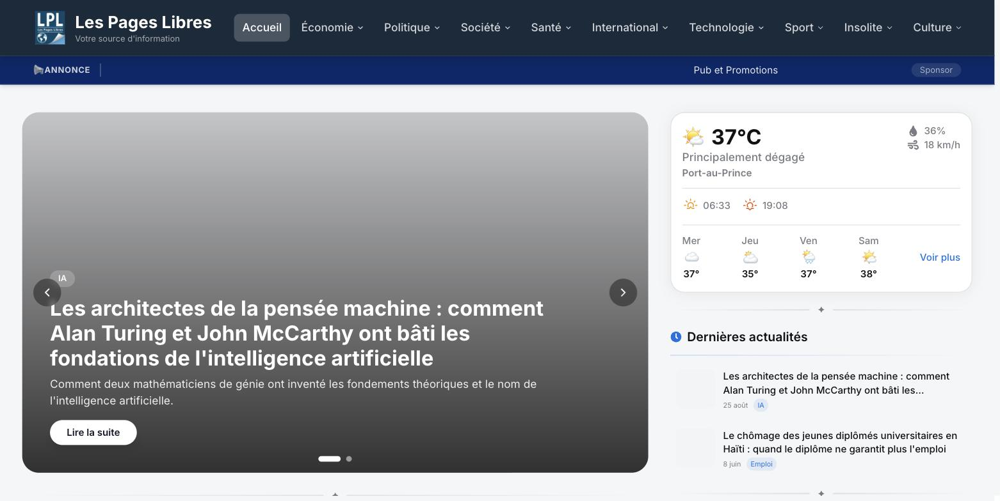 LPL
Les Pages Libres
Les Pages Libres
Votre source d'information
Accueil
Économie
Politique
Société
Santé
International
Technologie
Sport
Insolite
Culture
ANNONCE
Pub et Promotions
Sponsor
IA
Les architectes de la pensée machine : comment
Alan Turing et John McCarthy ont bâti les
fondations de l'intelligence artificielle
Comment deux mathématiciens de génie ont inventé les fondements théoriques et le nom de
l'intelligence artificielle.
Lire la suite
37°C
36%
18 km/h
Principalement dégagé
Port-au-Prince
06:33
19:08
Mer
Jeu
Ven
Sam
37°
35°
37°
38°
Voir plus
Dernières actualités
Les architectes de la pensée machine : comment
Alan Turing et John McCarthy ont bâti les...
25 août
IA
Le chômage des jeunes diplômés universitaires en
Haïti : quand le diplôme ne garantit plus l'emploi
8 juin
Emploi